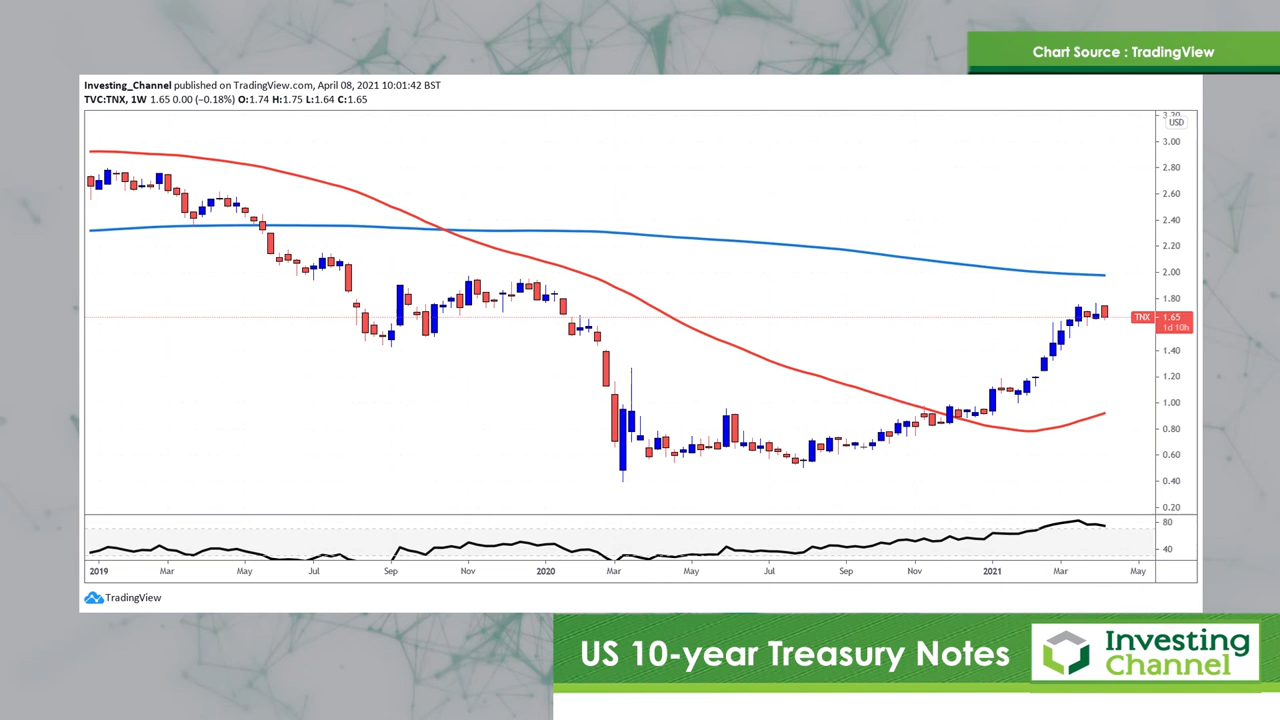 Chart Source : TradingView
Investing_Channel published on TradingView.com, April 08, 2021 10:01:42 BST
TVC:TNX, 1W 1.65 0.00 (−0.18%) O:1.74 H:1.75 L:1.64 C:1.65
3.20
USD
3.00
2.80
2.60
2.40
2.20
2.00
1.80
TNX 1.65
1d 10h
1.40
1.20
1.00
0.80
0.60
0.40
0.20
80
40
2019 Mar May Jul Sep Nov 2020 Mar May Jul Sep Nov 2021 Mar May
TradingView
US 10-year Treasury Notes
Investing
Channel